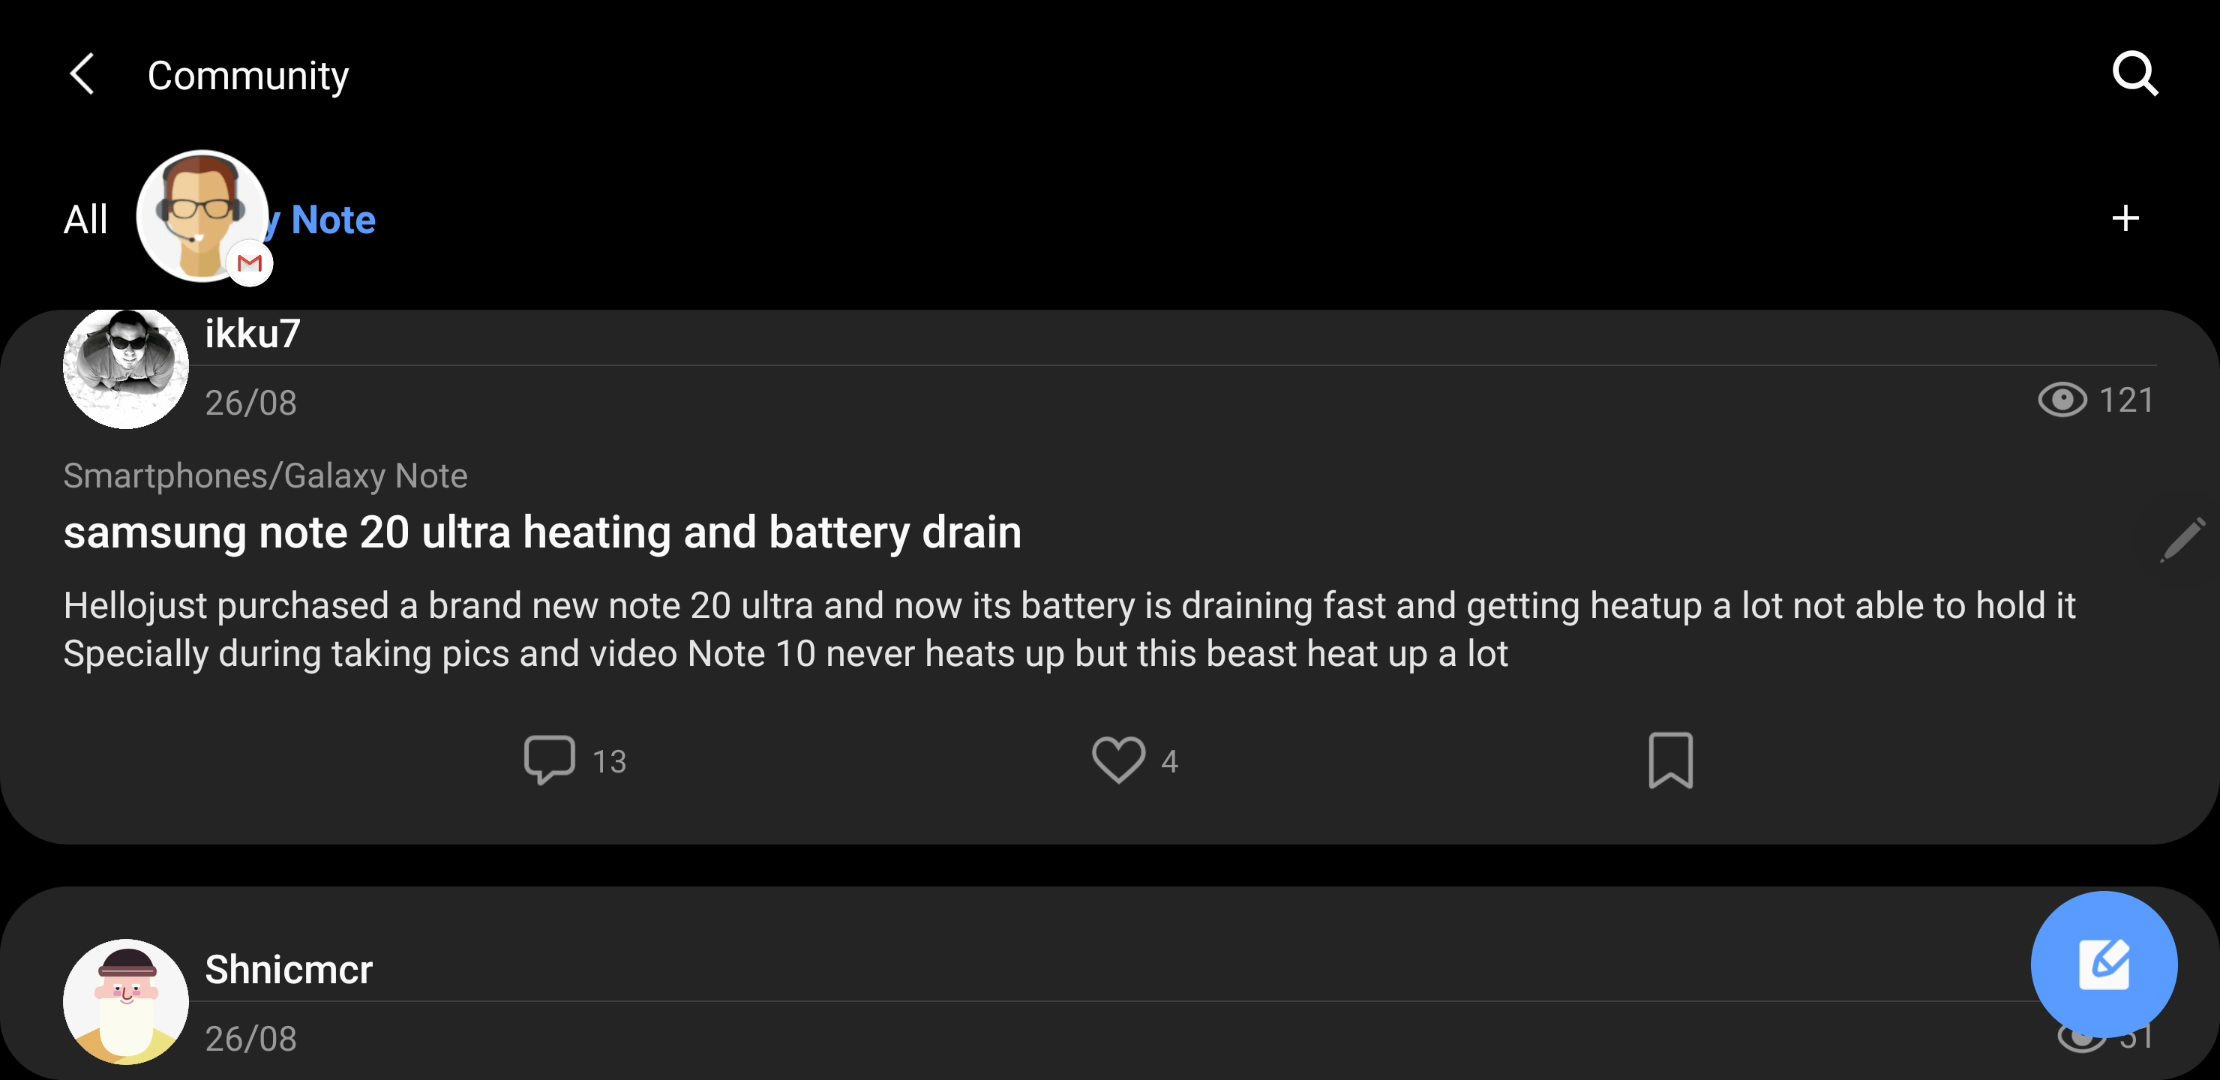 Community
All y Note
ikku7
26/08
121
Smartphones/Galaxy Note
samsung note 20 ultra heating and battery drain
Hellojust purchased a brand new note 20 ultra and now its battery is draining fast and getting heatup a lot not able to hold it
Specially during taking pics and video Note 10 never heats up but this beast heat up a lot
13
4
Shnicmcr
26/08